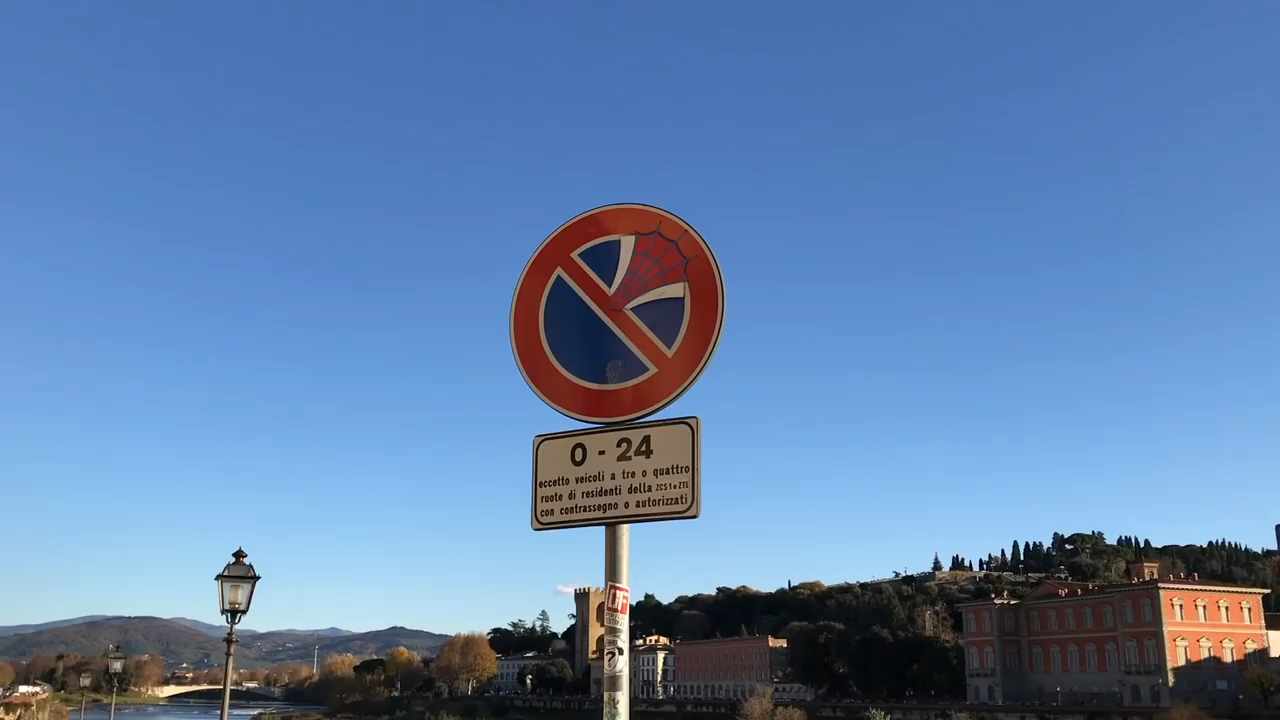 0 - 24
eccetto veicoli a tre o quattro
ruote di residenti della ZCS1 e ZTL
con contrassegno o autorizzati